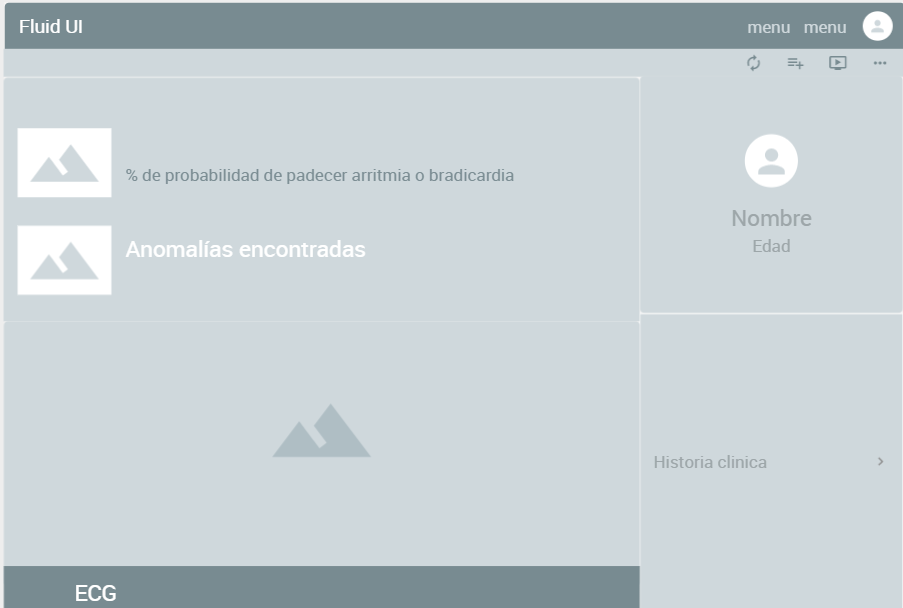 Fluid UI
menu menu
% de probabilidad de padecer arritmia o bradicardia
Anomalías encontradas
Nombre
Edad
Historia clinica
ECG